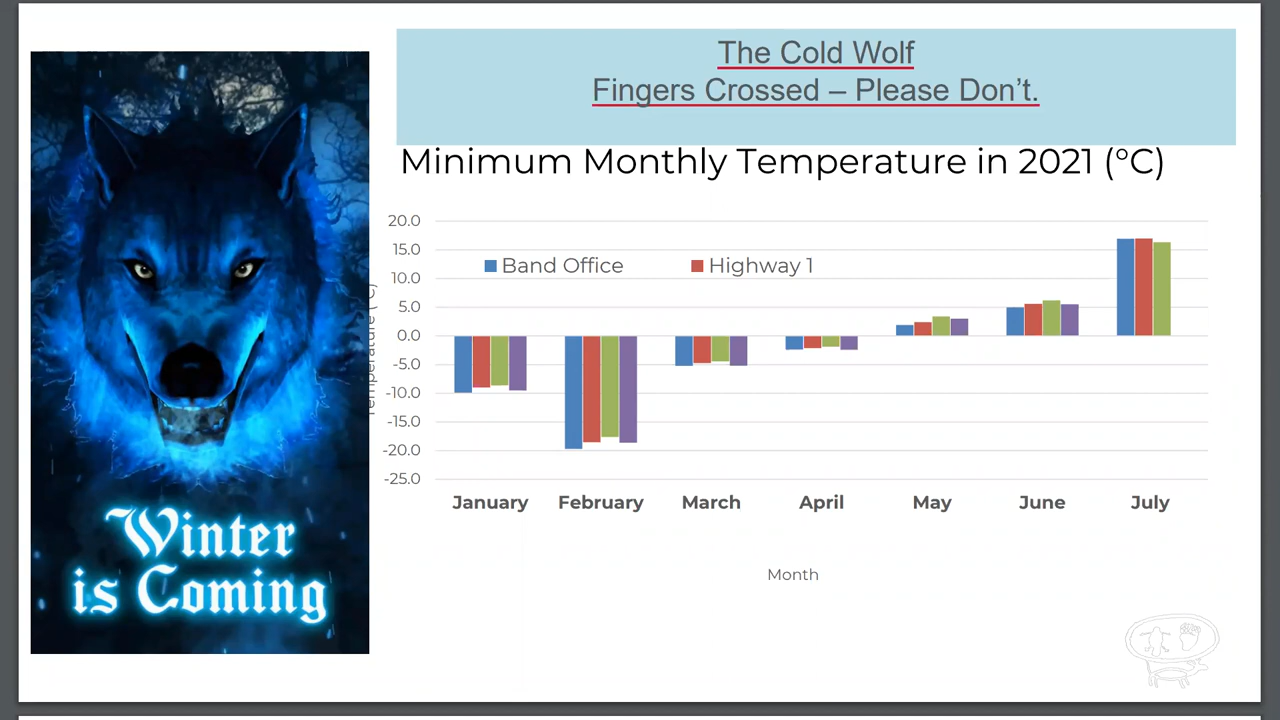 The Cold Wolf
Fingers Crossed – Please Don't.
Minimum Monthly Temperature in 2021 (°C)
Temperature (°C)
20.0
15.0
10.0
5.0
0.0
-5.0
-10.0
-15.0
-20.0
-25.0
Band Office
Highway 1
January February March April May June July
Month
Winter
is Coming